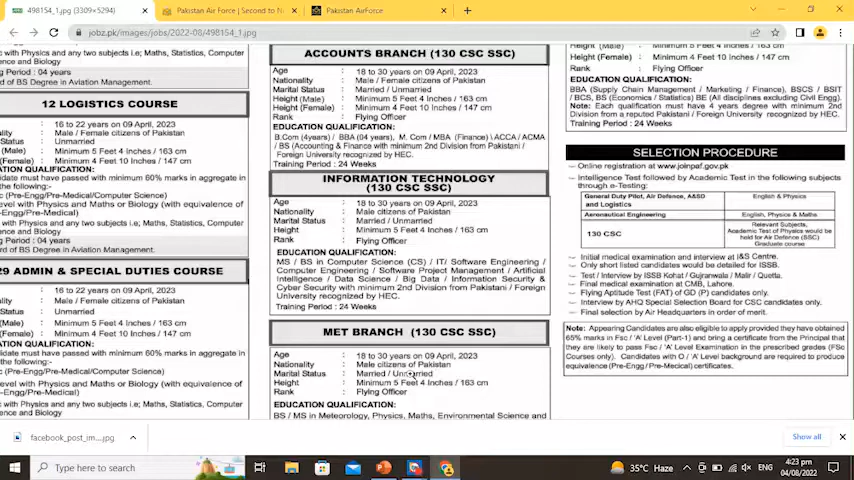 498154_1.jpg (3309×5294)
Pakistan Air Force | Second to N
Pakistan AirForce
jobz.pk/images/jobs/2022-08/498154_1.jpg
with Physics and any two subjects i.e; Maths, Statistics, Computer
ence and Economics
g Period : 04 years
d of BS Degree in Aviation Management.
12 LOGISTICS COURSE
: 16 to 22 years on 09 April, 2023
ality : Male / Female citizens of Pakistan
Status : Unmarried
(Male) : Minimum 5 Feet 4 Inches / 163 cm
(Female) : Minimum 4 Feet 10 Inches / 147 cm
ATION QUALIFICATION:
idate must have passed with minimum 60% marks in aggregate in
the following:-
c (Pre-Engg/Pre-Medical/Computer Science)
level with Physics and Maths or Biology (with equivalence of
-Engg/Pre-Medical)
with Physics and any two subjects i.e; Maths, Statistics, Computer
ence and Economics
g Period : 04 years
rd of BS Degree in Aviation Management.
29 ADMIN & SPECIAL DUTIES COURSE
: 16 to 22 years on 09 April, 2023
lity : Male / Female citizens of Pakistan
Status : Unmarried
(Male) : Minimum 5 Feet 4 Inches / 163 cm
(Female) : Minimum 4 Feet 10 Inches / 147 cm
ATION QUALIFICATION:
idate must have passed with minimum 60% marks in aggregate in
the following:-
c (Pre-Engg/Pre-Medical/Computer Science)
evel with Physics and Maths or Biology (with equivalence of
-Engg/Pre-Medical)
with Physics and any two subjects i.e; Maths, Statistics, Computer
nce and Economics
ACCOUNTS BRANCH (130 CSC SSC)
Age : 18 to 30 years on 09 April, 2023
Nationality : Male / Female citizens of Pakistan
Marital Status : Married / Unmarried
Height (Male) : Minimum 5 Feet 4 Inches / 163 cm
Height (Female) : Minimum 4 Feet 10 Inches / 147 cm
Rank : Flying Officer
EDUCATION QUALIFICATION:
B.Com (4years) / BBA (04 years), M. Com / MBA (Finance) / ACCA / ACMA
/ BS (Accounting & Finance with minimum 2nd Division from Pakistani /
Foreign University recognized by HEC.
Training Period : 24 Weeks
INFORMATION TECHNOLOGY
(130 CSC SSC)
Age : 18 to 30 years on 09 April, 2023
Nationality : Male citizens of Pakistan
Marital Status : Married / Unmarried
Height : Minimum 5 Feet 4 Inches / 163 cm
Rank : Flying Officer
EDUCATION QUALIFICATION:
MS / BS in Computer Science (CS) / IT/ Software Engineering /
Computer Engineering / Software Project Management / Artificial
Intelligence / Data Science / Big Data / Information Security &
Cyber Security with minimum 2nd Division from Pakistani / Foreign
University recognized by HEC.
Training Period : 24 Weeks
MET BRANCH (130 CSC SSC)
Age : 18 to 30 years on 09 April, 2023
Nationality : Male citizens of Pakistan
Marital Status : Married / Unmarried
Height : Minimum 5 Feet 4 Inches / 163 cm
Rank : Flying Officer
EDUCATION QUALIFICATION:
BS / MS in Meteorology, Physics, Maths, Environmental Science and
Height (Male) : Minimum 5 Feet 4 Inches / 163 cm
Height (Female) : Minimum 4 Feet 10 Inches / 147 cm
Rank : Flying Officer
EDUCATION QUALIFICATION:
BBA (Supply Chain Management / Marketing / Finance), BSCS / BSIT
/ BCS, BS (Economics / Statistics) BE (All disciplines excluding Civil Engg).
Note: Each qualification must have 4 years degree with minimum 2nd
Division from a reputed Pakistani / Foreign University
Training Period : 24 Weeks
SELECTION PROCEDURE
– Online registration at www.joinpaf.gov.pk
– Intelligence Test followed by Academic Test in the following subjects
through e-Testing:
General Duty Pilot, Air Defence, A&SD and Logistics English & Physics
Aeronautical Engineering English, Physics & Maths
130 CSC Relevant Subjects, Academic Test of Physics would be held for Air Defence (SSC) Graduate course
– Initial medical examination and interview at I&S Centre.
– Only short listed candidates would be detailed for ISSB.
– Test / Interview by ISSB Kohat / Gujranwala / Malir / Quetta.
– Final medical examination at CMB, Lahore.
– Flying Aptitude Test (FAT) of GD (P) candidates only.
– Interview by AHQ Special Selection Board for CSC candidates only.
– Final selection by Air Headquarters in order of merit.
Note: Appearing Candidates are also eligible to apply provided they have obtained
65% marks in Fsc / 'A' Level (Part-1) and bring a certificate from the Principal that
they are likely to pass Fsc / 'A' Level Examination in the prescribed grades (FSc
Courses only). Candidates with O / 'A' Level background are required to produce
equivalence (Pre-Engg / Pre-Mecical) certificates.
facebook_post_im....jpg
Show all
Type here to search
35°C Haze
ENG
4:23 pm
04/08/2022